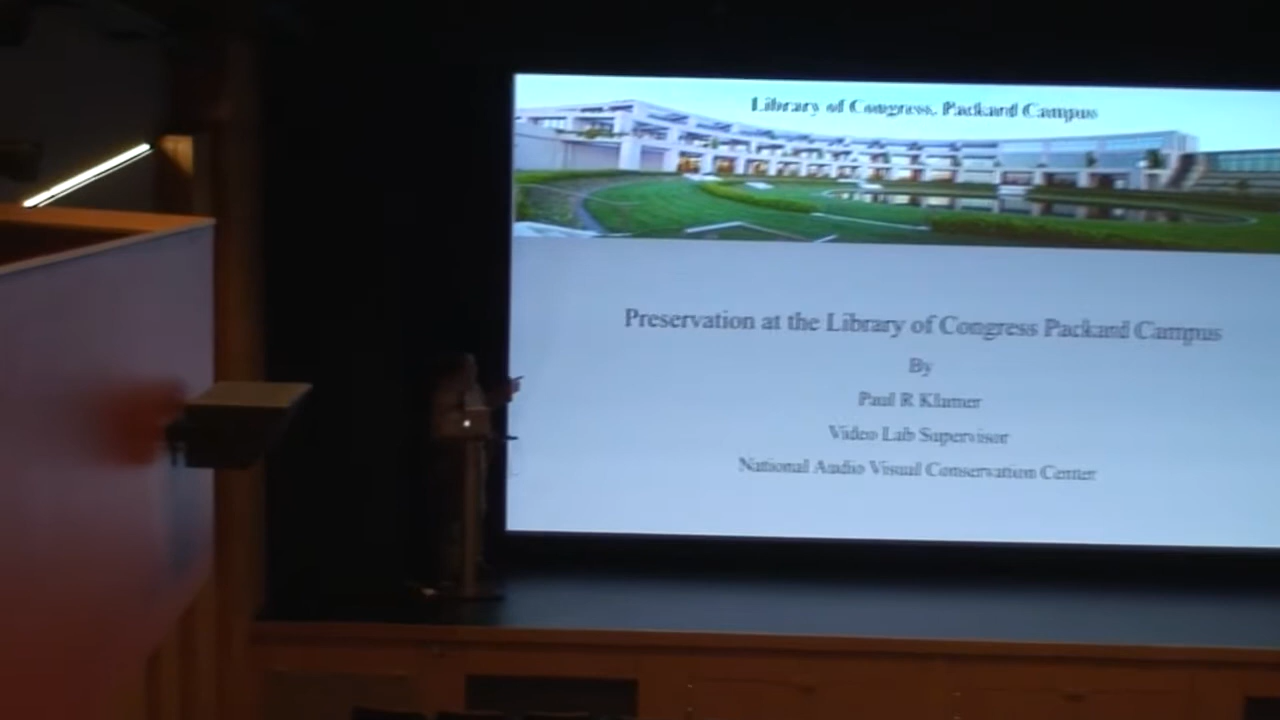 Library of Congress, Packard Campus
Preservation at the Library of Congress Packard Campus
By
Paul R Klamer
Video Lab Supervisor
National Audio Visual Conservation Center